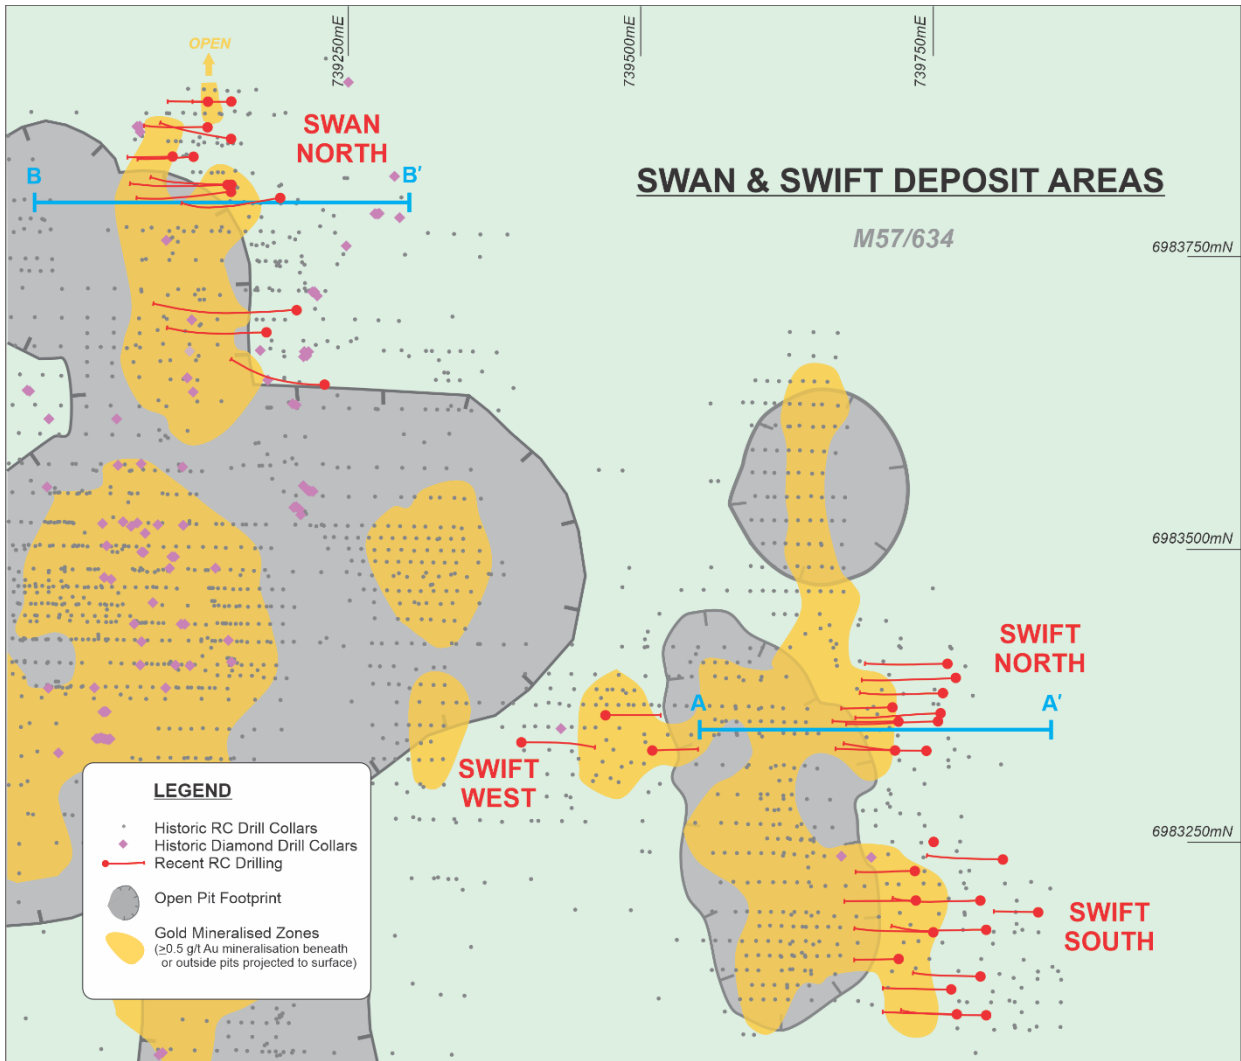 739250mE
739500mE
739750mE
OPEN
SWAN
NORTH
B
B'
SWAN & SWIFT DEPOSIT AREAS
M57/634
6983750mN
6983500mN
SWIFT
NORTH
A
A'
SWIFT
WEST
6983250mN
SWIFT
SOUTH
LEGEND
Historic RC Drill Collars
Historic Diamond Drill Collars
Recent RC Drilling
Open Pit Footprint
Gold Mineralised Zones
(≥0.5 g/t Au mineralisation beneath
or outside pits projected to surface)